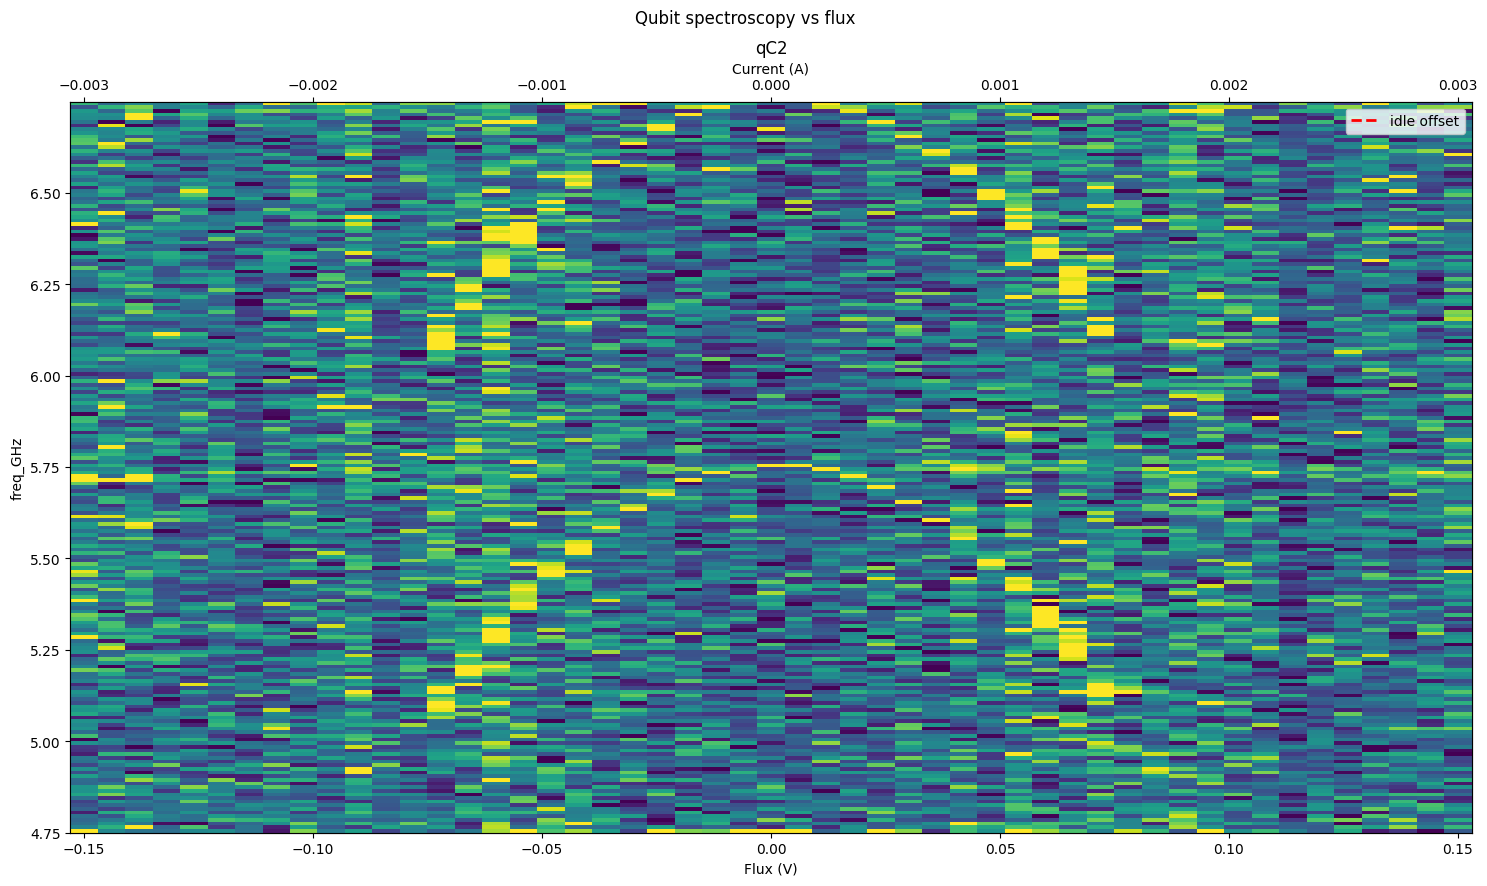 Qubit spectroscopy vs flux
qC2
Current (A)
−0.003 −0.002 −0.001 0.000 0.001 0.002 0.003
idle offset
6.50
6.25
6.00
5.75
5.50
5.25
5.00
4.75
freq_GHz
−0.15 −0.10 −0.05 0.00 0.05 0.10 0.15
Flux (V)